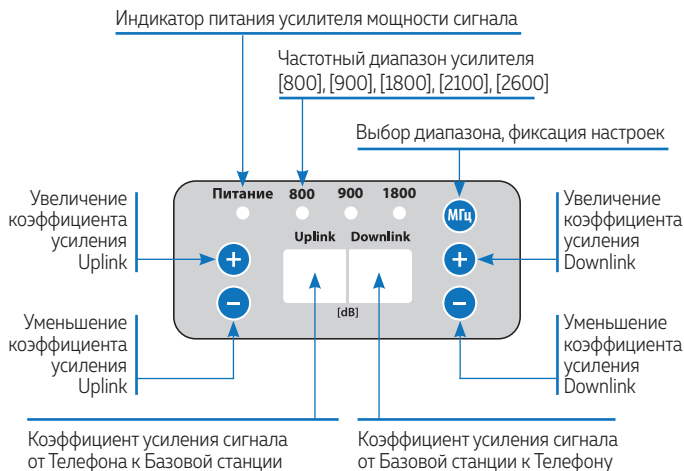 Индикатор питания усилителя мощности сигнала
Частотный диапазон усилителя
[800], [900], [1800], [2100], [2600]
Выбор диапазона, фиксация настроек
Питание 800 900 1800
МГц
Uplink Downlink
[dB]
+
−
+
−
Увеличение
коэффициента
усиления
Uplink
Увеличение
коэффициента
усиления
Downlink
Уменьшение
коэффициента
усиления
Uplink
Уменьшение
коэффициента
усиления
Downlink
Коэффициент усиления сигнала
от Телефона к Базовой станции
Коэффициент усиления сигнала
от Базовой станции к Телефону